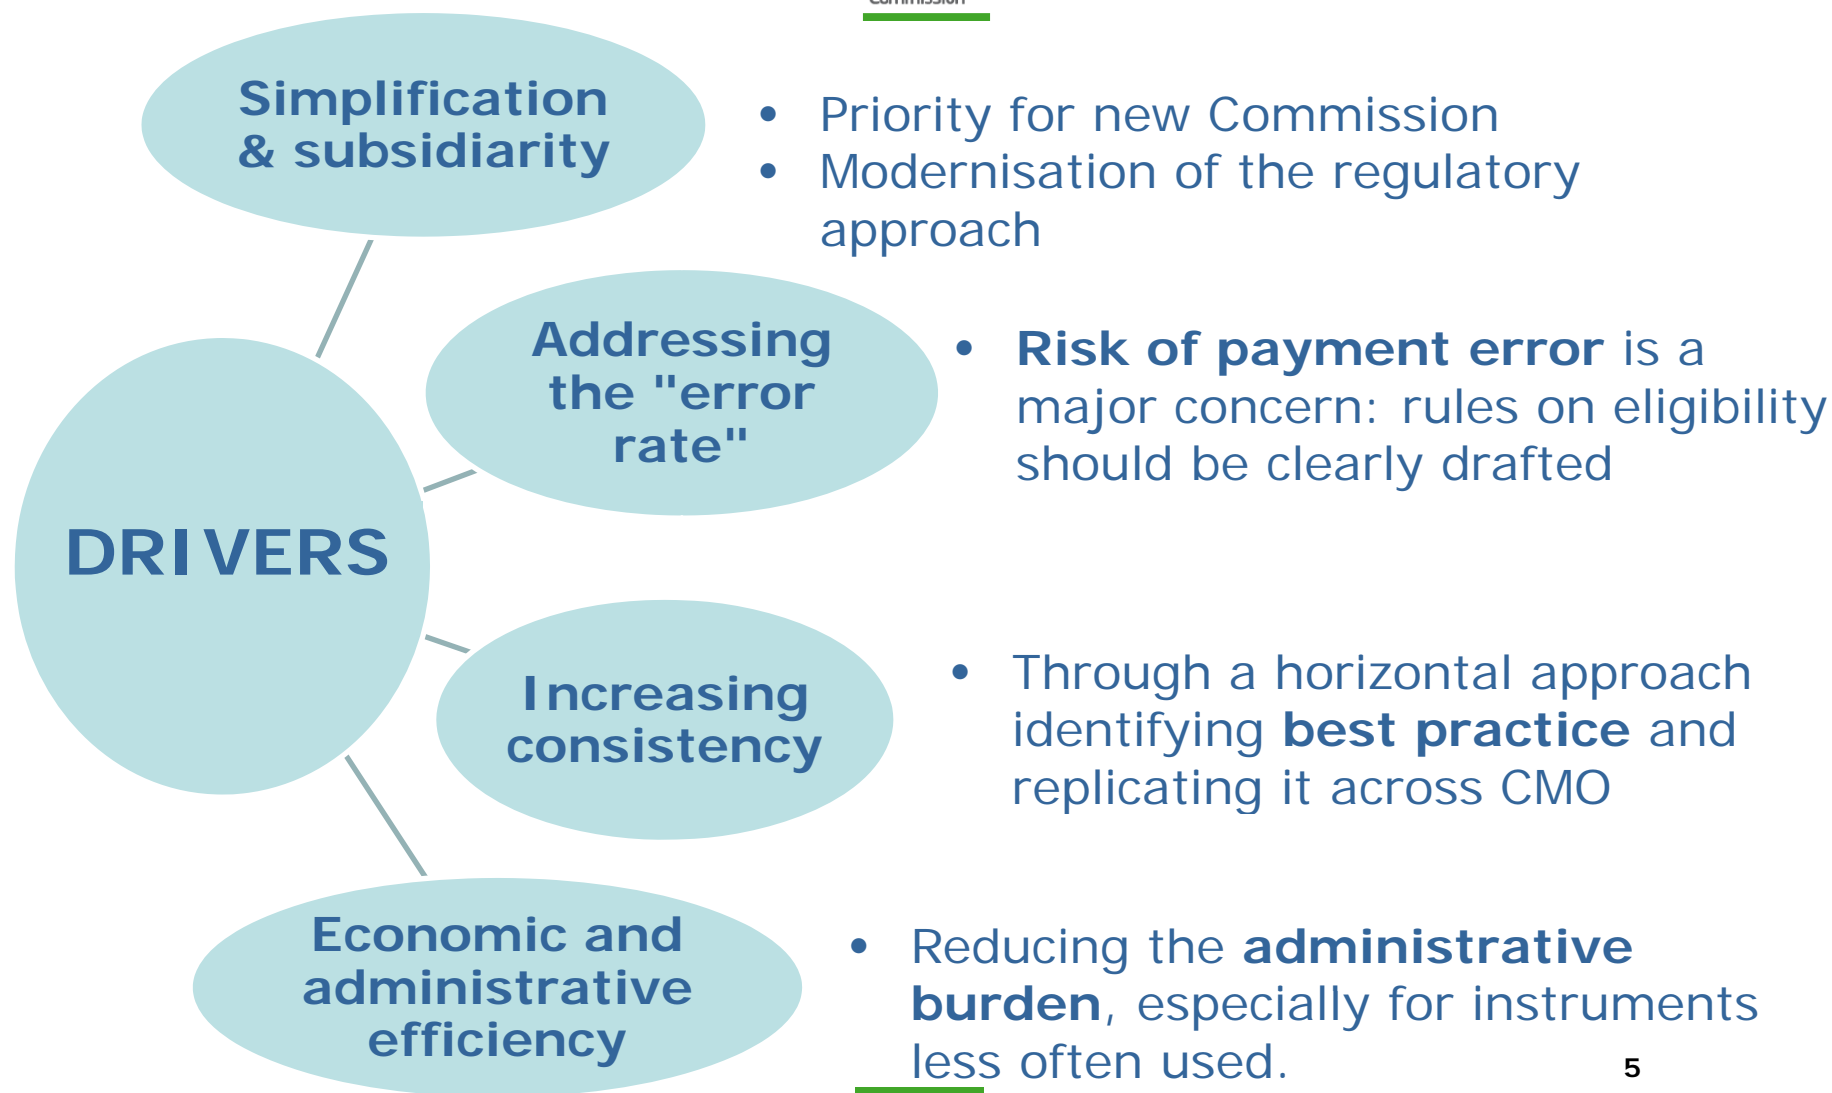 Commission
Simplification
& subsidiarity
• Priority for new Commission
• Modernisation of the regulatory
approach
Addressing
the "error
rate"
• Risk of payment error is a
major concern: rules on eligibility
should be clearly drafted
DRIVERS
Increasing
consistency
• Through a horizontal approach
identifying best practice and
replicating it across CMO
Economic and
administrative
efficiency
• Reducing the administrative
burden, especially for instruments
less often used.
5